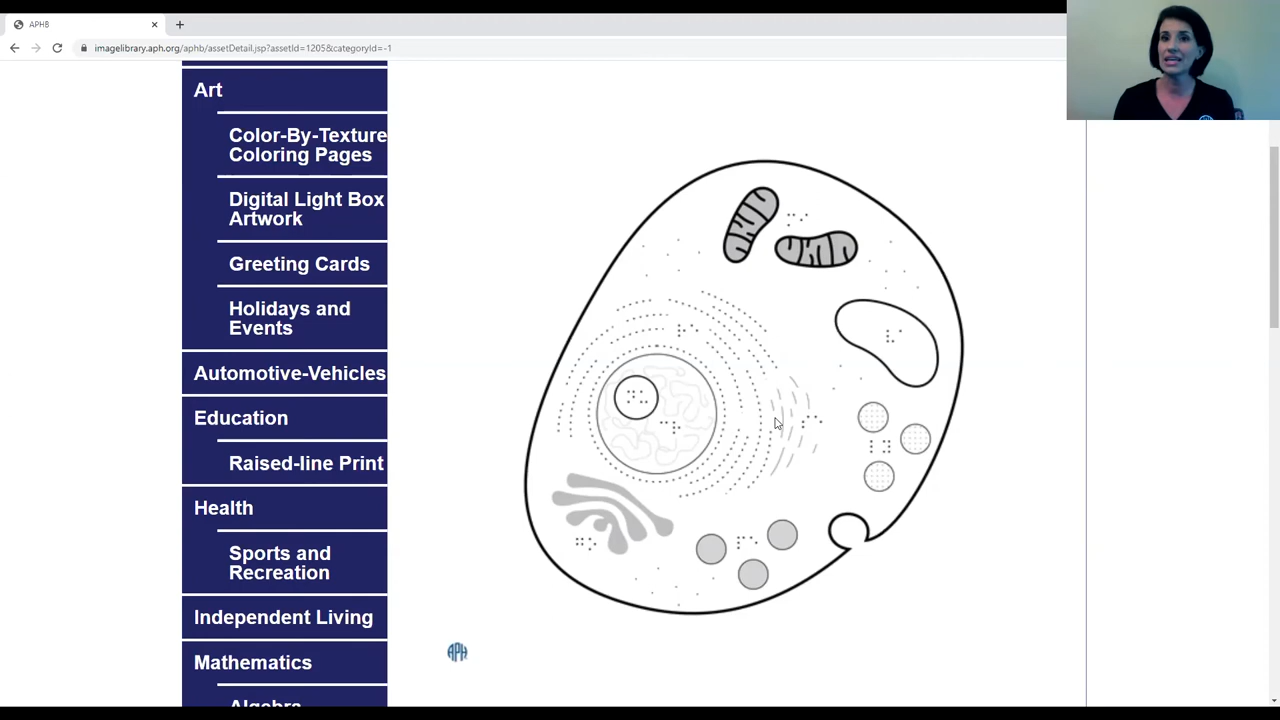 APHB
imagelibrary.aph.org/aphb/assetDetail.jsp?assetId=1205&categoryId=-1
Art
Color-By-Texture
Coloring Pages
Digital Light Box
Artwork
Greeting Cards
Holidays and
Events
Automotive-Vehicles
Education
Raised-line Print
Health
Sports and
Recreation
Independent Living
Mathematics
Algebra
APH